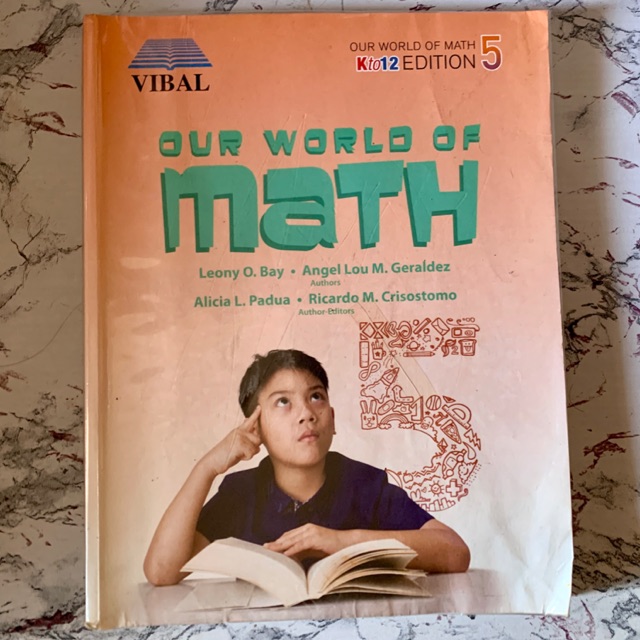 VIBAL
OUR WORLD OF MATH 5
Kto12 EDITION
OUR WORLD OF
MaTH
Leony O. Bay • Angel Lou M. Geraldez
Authors
Alicia L. Padua • Ricardo M. Crisostomo
Author-Editors
5